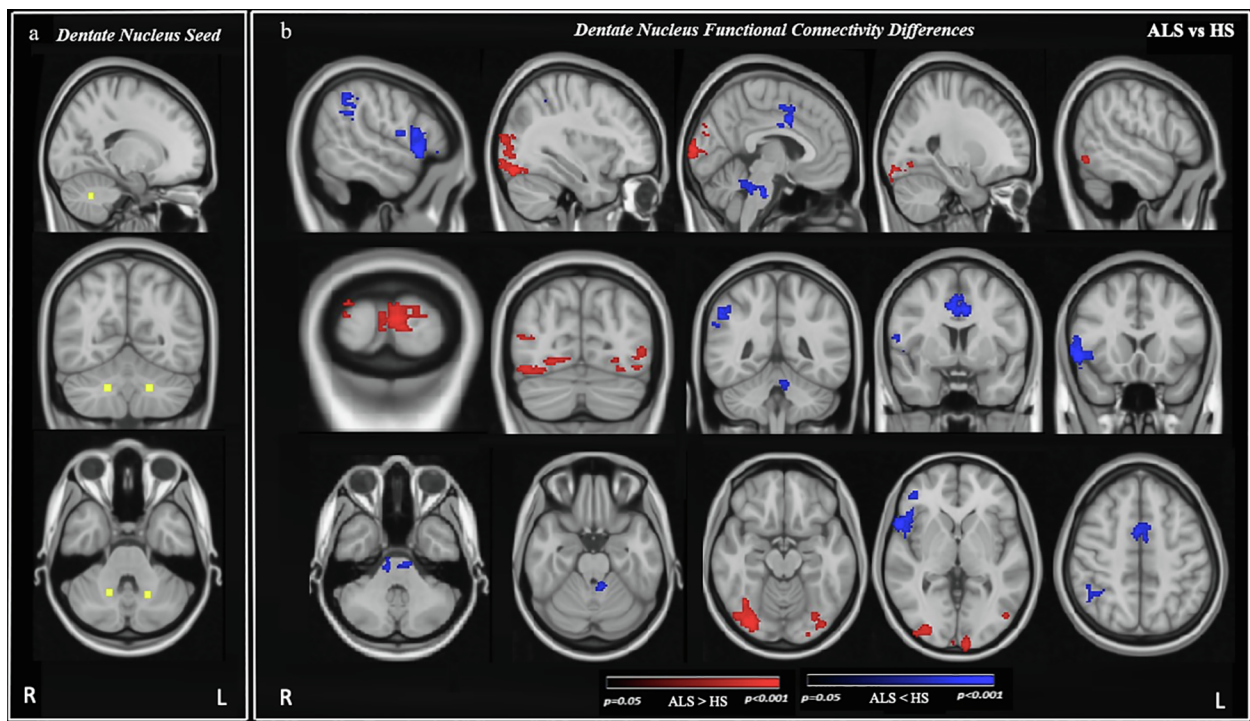 a
Dentate Nucleus Seed
b
Dentate Nucleus Functional Connectivity Differences
ALS vs HS
R
L
R
L
p=0.05
ALS > HS
p<0.001
p=0.05
ALS < HS
p<0.001